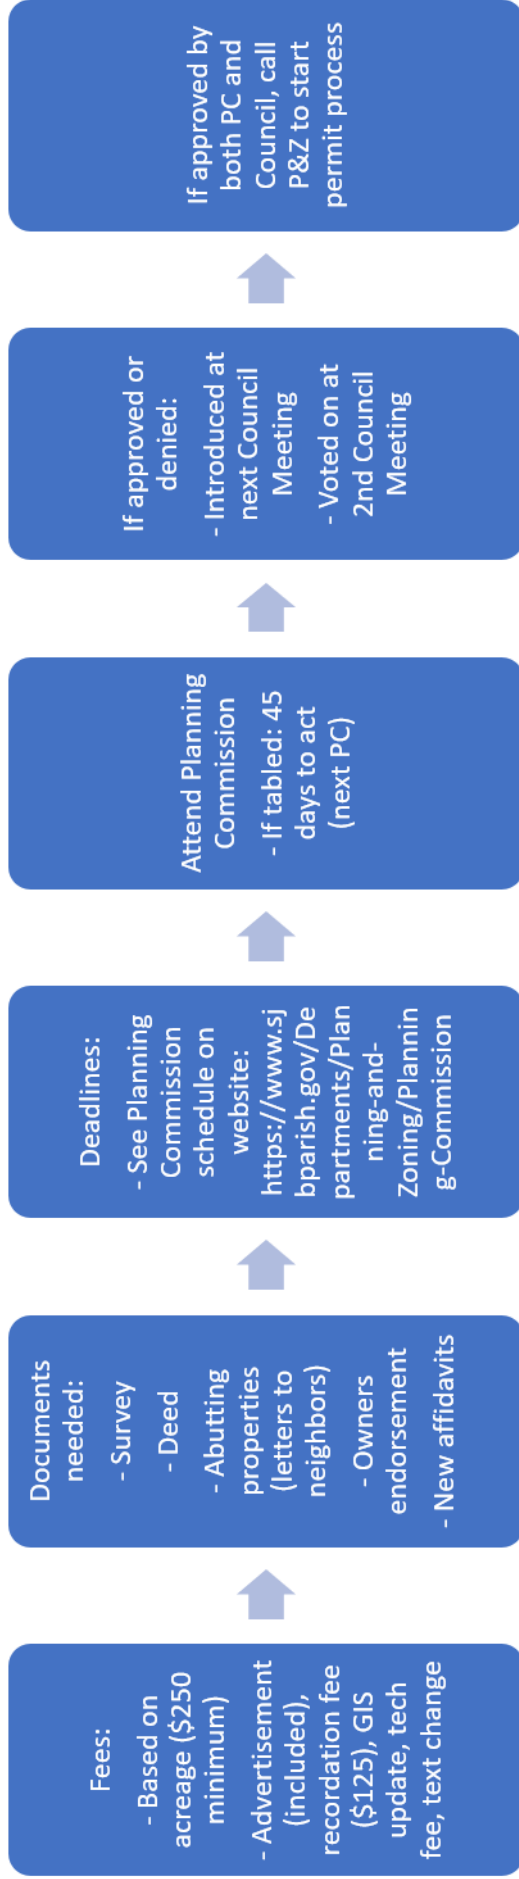 Fees:
- Based on
acreage ($250
minimum)
- Advertisement
(included),
recordation fee
($125), GIS
update, tech
fee, text change
Documents
needed:
- Survey
- Deed
- Abutting
properties
(letters to
neighbors)
- Owners
endorsement
- New affidavits
Deadlines:
- See Planning
Commission
schedule on
website:
https://www.sj
bparish.gov/De
partments/Plan
ning-and-
Zoning/Plannin
g-Commission
Attend Planning
Commission
- If tabled: 45
days to act
(next PC)
If approved or
denied:
- Introduced at
next Council
Meeting
- Voted on at
2nd Council
Meeting
If approved by
both PC and
Council, call
P&Z to start
permit process